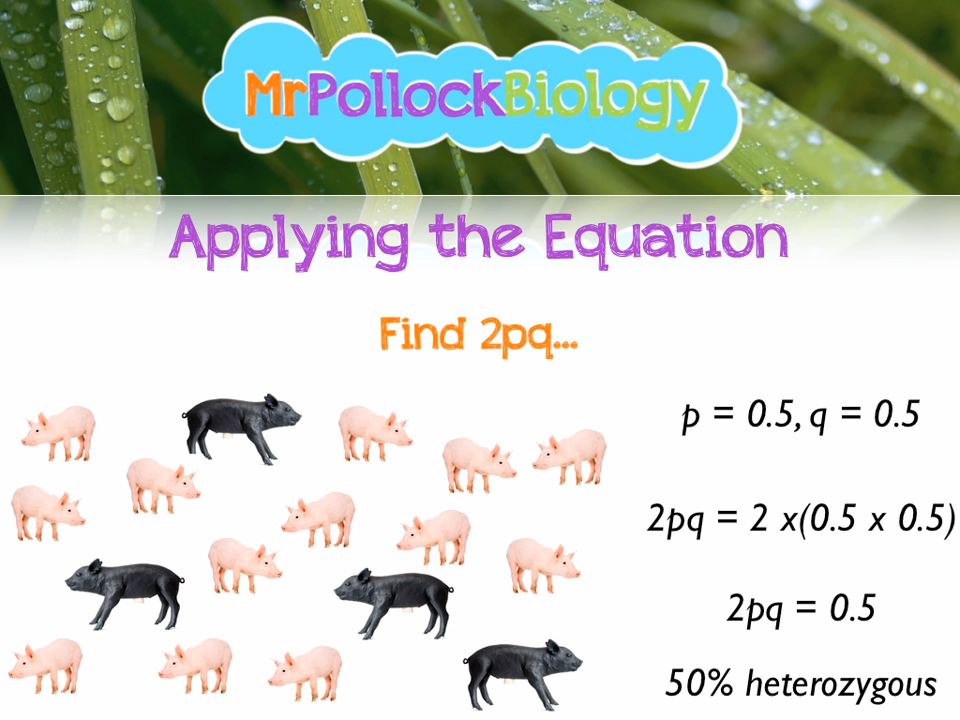 MrPollockBiology
Applying the Equation
Find 2pq...
p = 0.5, q = 0.5
2pq = 2 x(0.5 x 0.5)
2pq = 0.5
50% heterozygous